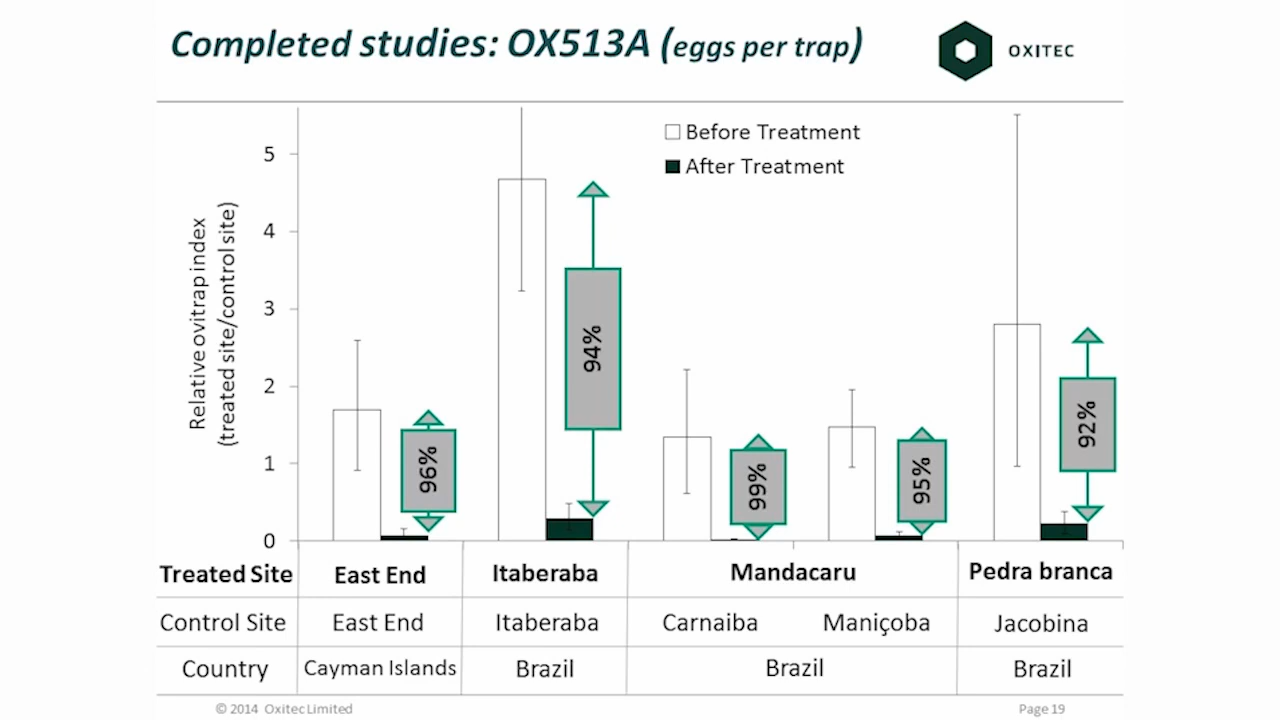 Completed studies: OX513A (eggs per trap)
OXITEC
Before Treatment
After Treatment
Relative ovitrap index
(treated site/control site)
5
4
3
2
1
0
96%
94%
99%
95%
92%
Treated Site East End Itaberaba Mandacaru Pedra branca
Control Site East End Itaberaba Carnaiba Maniçoba Jacobina
Country Cayman Islands Brazil Brazil Brazil
© 2014 Oxitec Limited Page 19